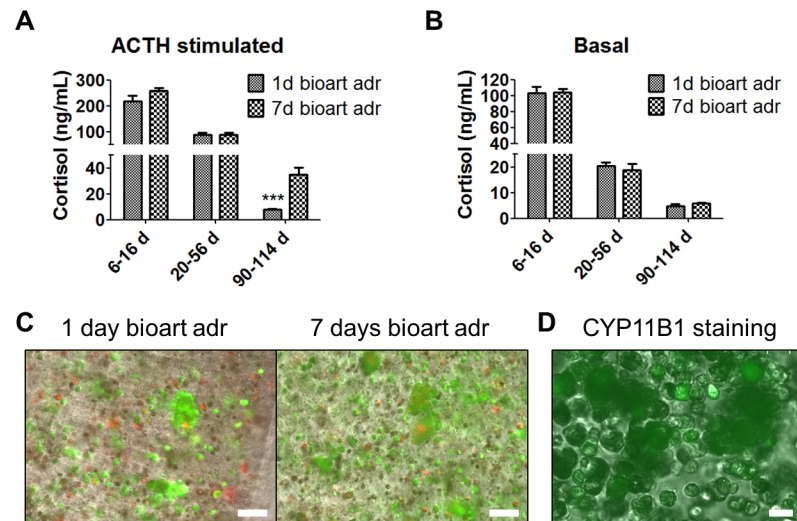 A
ACTH stimulated
Cortisol (ng/mL)
300
200
100
40
20
0
1d bioart adr
7d bioart adr
***
6-16 d
20-56 d
90-114 d
B
Basal
Cortisol (ng/mL)
120
100
80
60
40
20
10
0
1d bioart adr
7d bioart adr
6-16 d
20-56 d
90-114 d
C
1 day bioart adr
7 days bioart adr
D
CYP11B1 staining